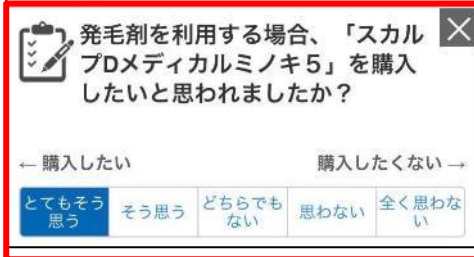 発毛剤を利用する場合、「スカル
プDメディカルミノキ5」を購入
したいと思われましたか？
← 購入したい 購入したくない →
とてもそう
思う
そう思う
どちらでも
ない
思わない
全く思わな
い